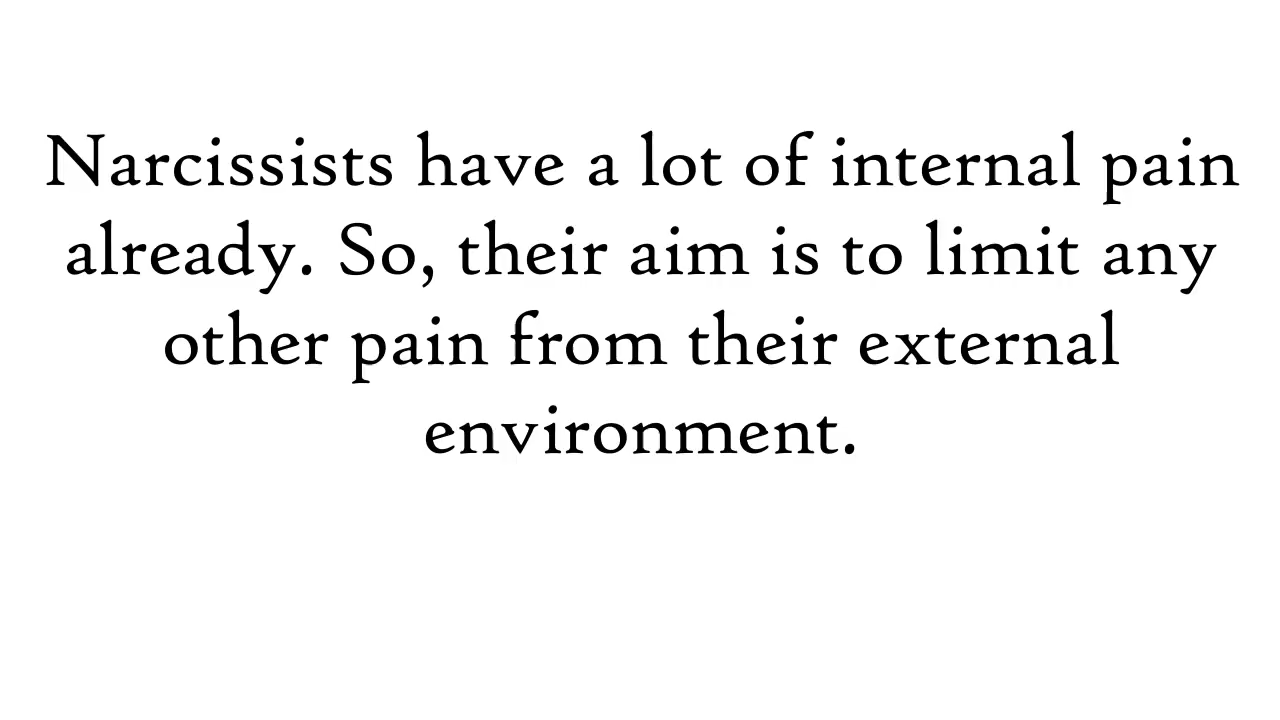 Narcissists have a lot of internal pain
already. So, their aim is to limit any
other pain from their external
environment.